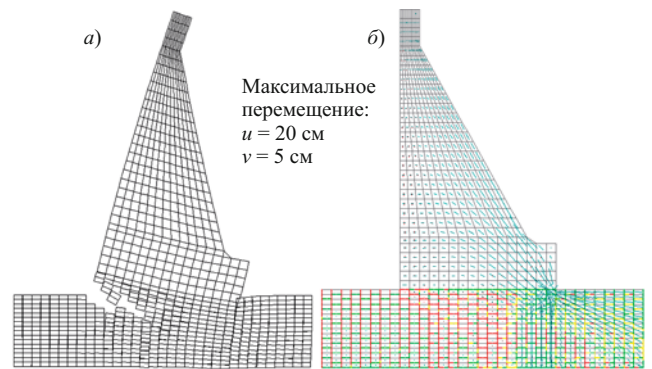 а)
б)
Максимальное
перемещение:
u = 20 см
v = 5 см